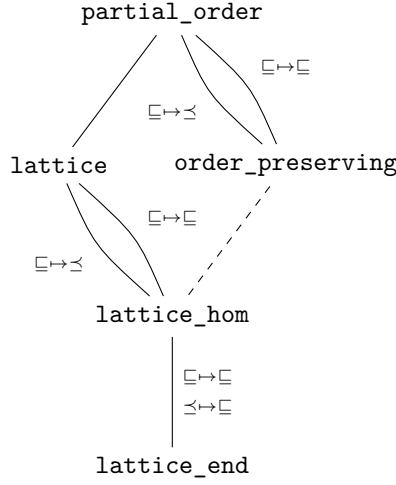 partial_order
⊑↦⊑
⊑↦⪯
lattice
order_preserving
⊑↦⊑
⊑↦⪯
lattice_hom
⊑↦⊑
⪯↦⊑
lattice_end